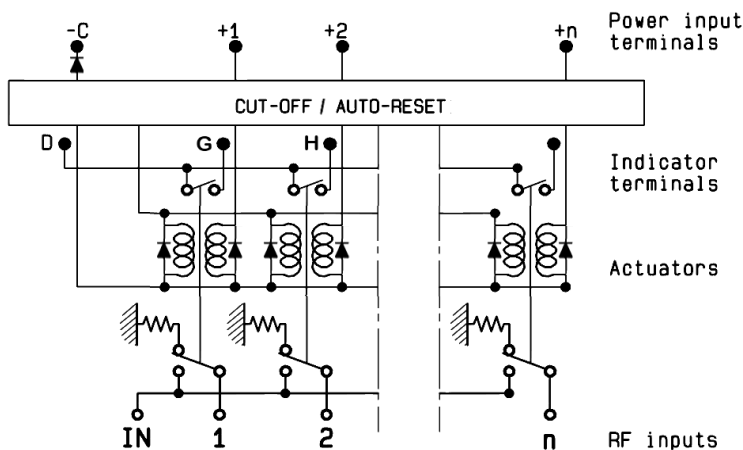 -C +1 +2 +n Power input
terminals
CUT-OFF / AUTO-RESET
D G H
Indicator
terminals
Actuators
IN 1 2 n RF inputs